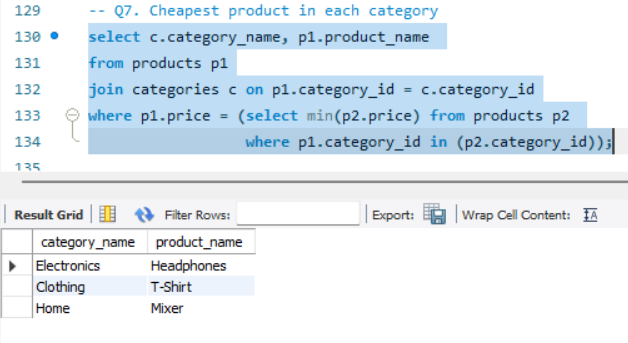 129 -- Q7. Cheapest product in each category
130 select c.category_name, p1.product_name
131 from products p1
132 join categories c on p1.category_id = c.category_id
133 where p1.price = (select min(p2.price) from products p2
134 where p1.category_id in (p2.category_id));
135
Result Grid Filter Rows: Export: Wrap Cell Content: IA
category_name product_name
Electronics Headphones
Clothing T-Shirt
Home Mixer